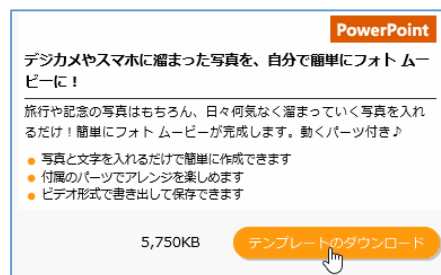 PowerPoint
デジカメやスマホに溜まった写真を、自分で簡単にフォト ムー
ビーに！
旅行や記念の写真はもちろん、日々何気なく溜まっていく写真を入れ
るだけ！簡単にフォト ムービーが完成します。動くパーツ付き♪
● 写真と文字を入れるだけで簡単に作成できます
● 付属のパーツでアレンジを楽しめます
● ビデオ形式で書き出して保存できます
5,750KB テンプレートのダウンロード